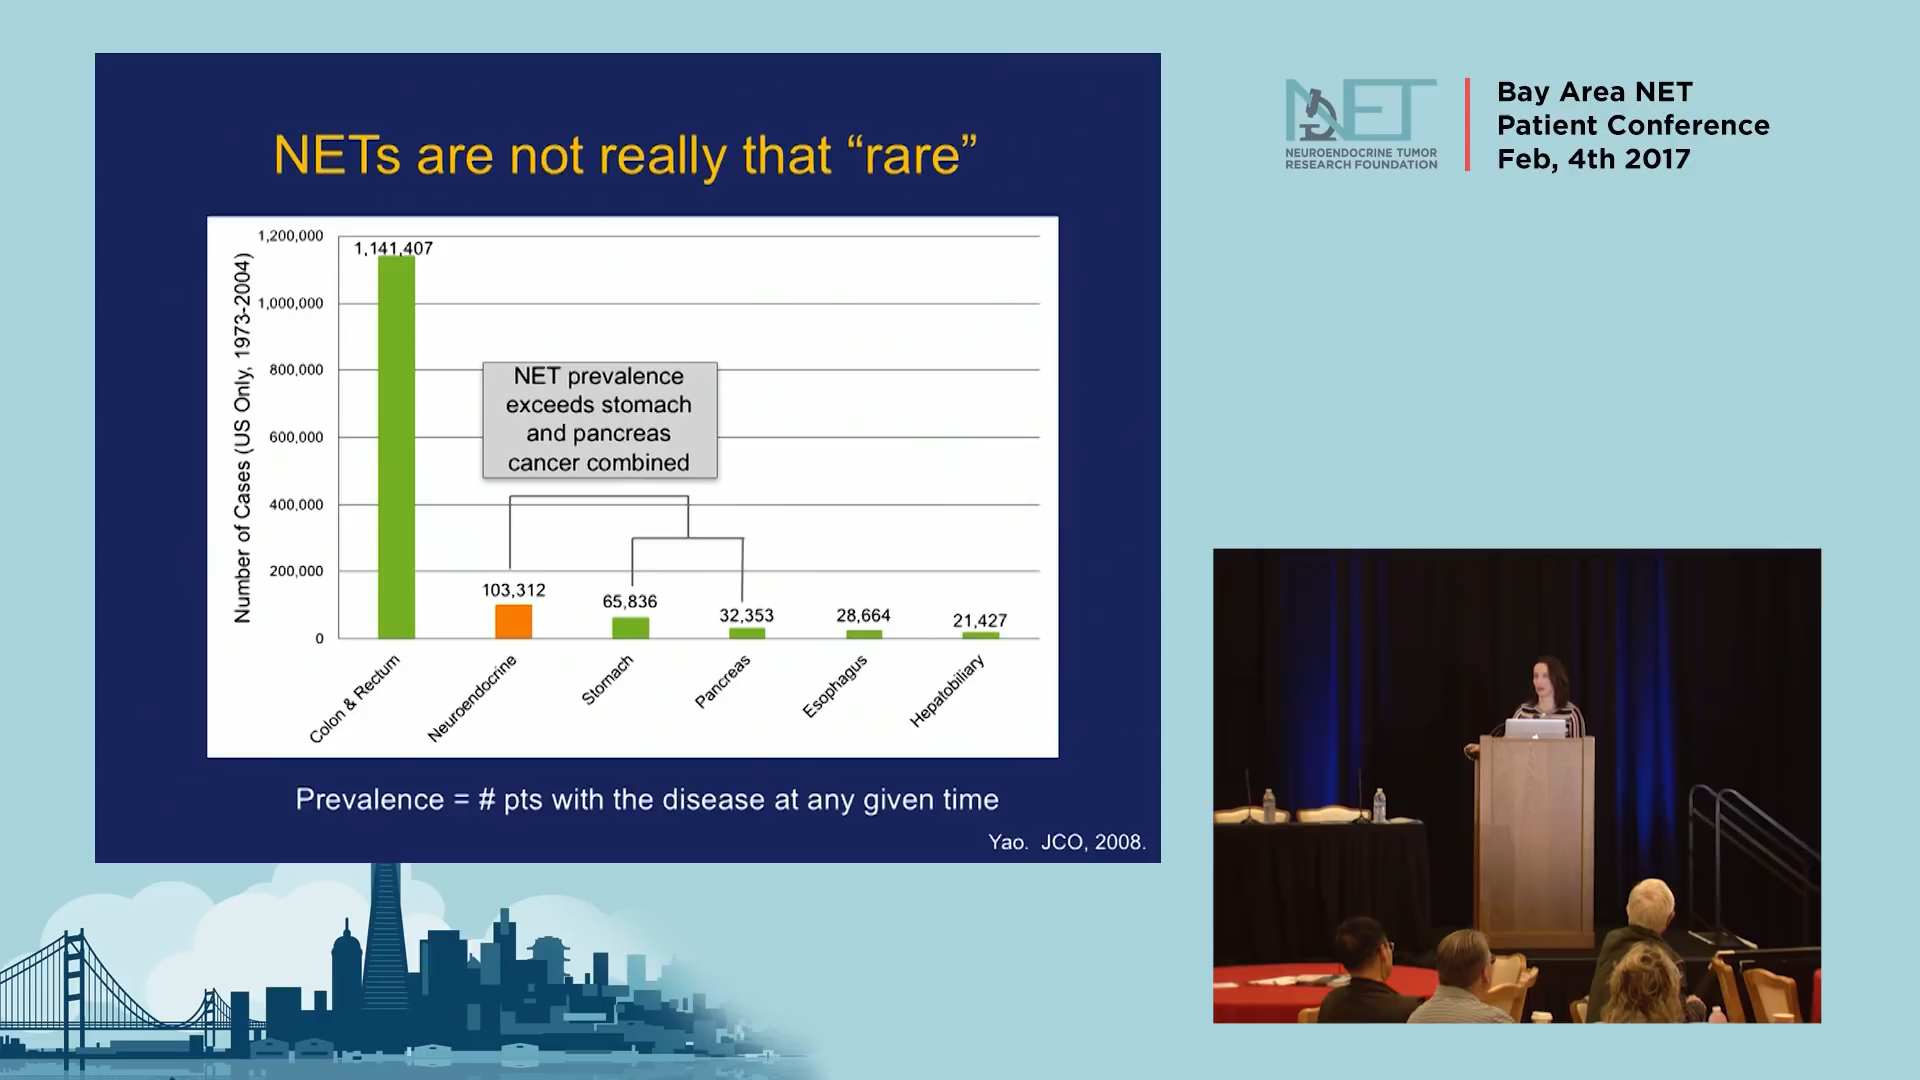 NETs are not really that “rare”
Number of Cases (US Only, 1973-2004)
1,200,000
1,000,000
800,000
600,000
400,000
200,000
0
1,141,407
103,312
65,836
32,353
28,664
21,427
NET prevalence
exceeds stomach
and pancreas
cancer combined
Colon & Rectum
Neuroendocrine
Stomach
Pancreas
Esophagus
Hepatobiliary
Prevalence = # pts with the disease at any given time
Yao. JCO, 2008.
NET
NEUROENDOCRINE TUMOR
RESEARCH FOUNDATION
Bay Area NET
Patient Conference
Feb, 4th 2017